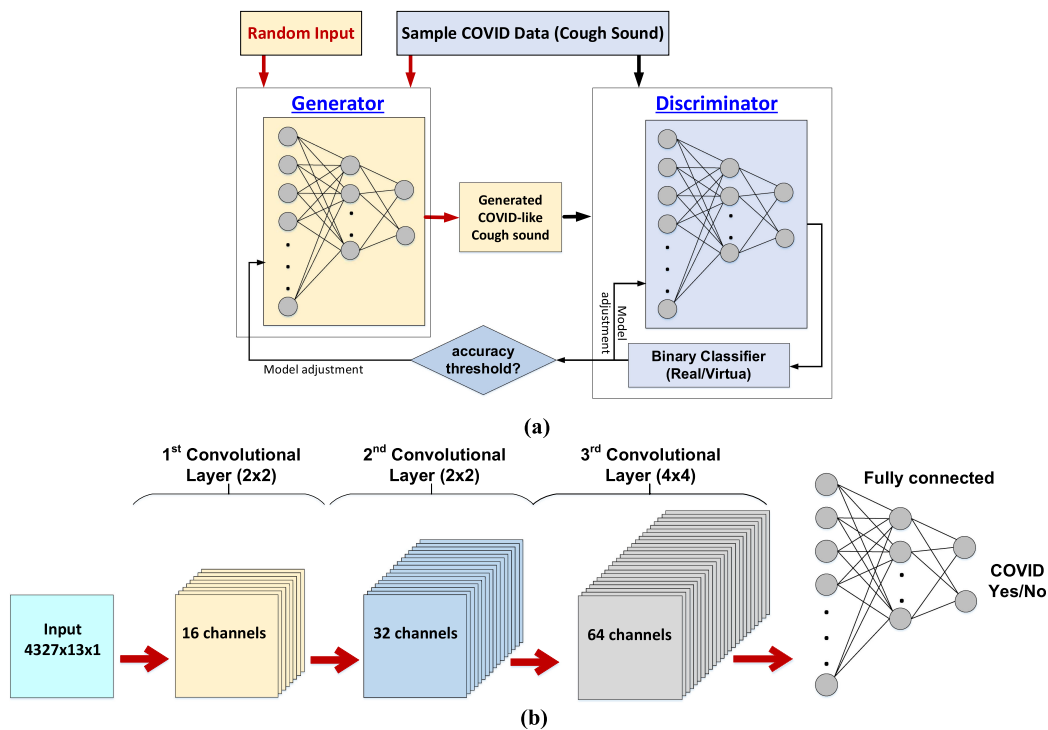 Random Input
Sample COVID Data (Cough Sound)
Generator
Discriminator
Generated
COVID-like
Cough sound
Model
adjustment
accuracy
threshold?
Model adjustment
Binary Classifier
(Real/Virtua)
(a)
1st Convolutional
Layer (2x2)
2nd Convolutional
Layer (2x2)
3rd Convolutional
Layer (4x4)
Fully connected
COVID
Yes/No
Input
4327x13x1
16 channels
32 channels
64 channels
(b)